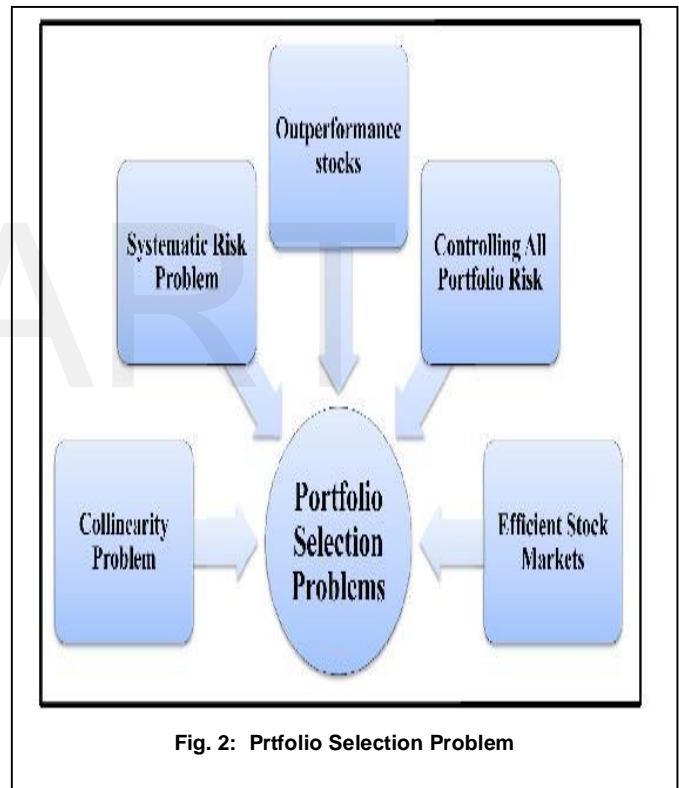 Outperformance
stocks
Systematic Risk
Problem
Controlling All
Portfolio Risk
Collinearity
Problem
Portfolio
Selection
Problems
Efficient Stock
Markets
ART
Fig. 2: Prtfolio Selection Problem